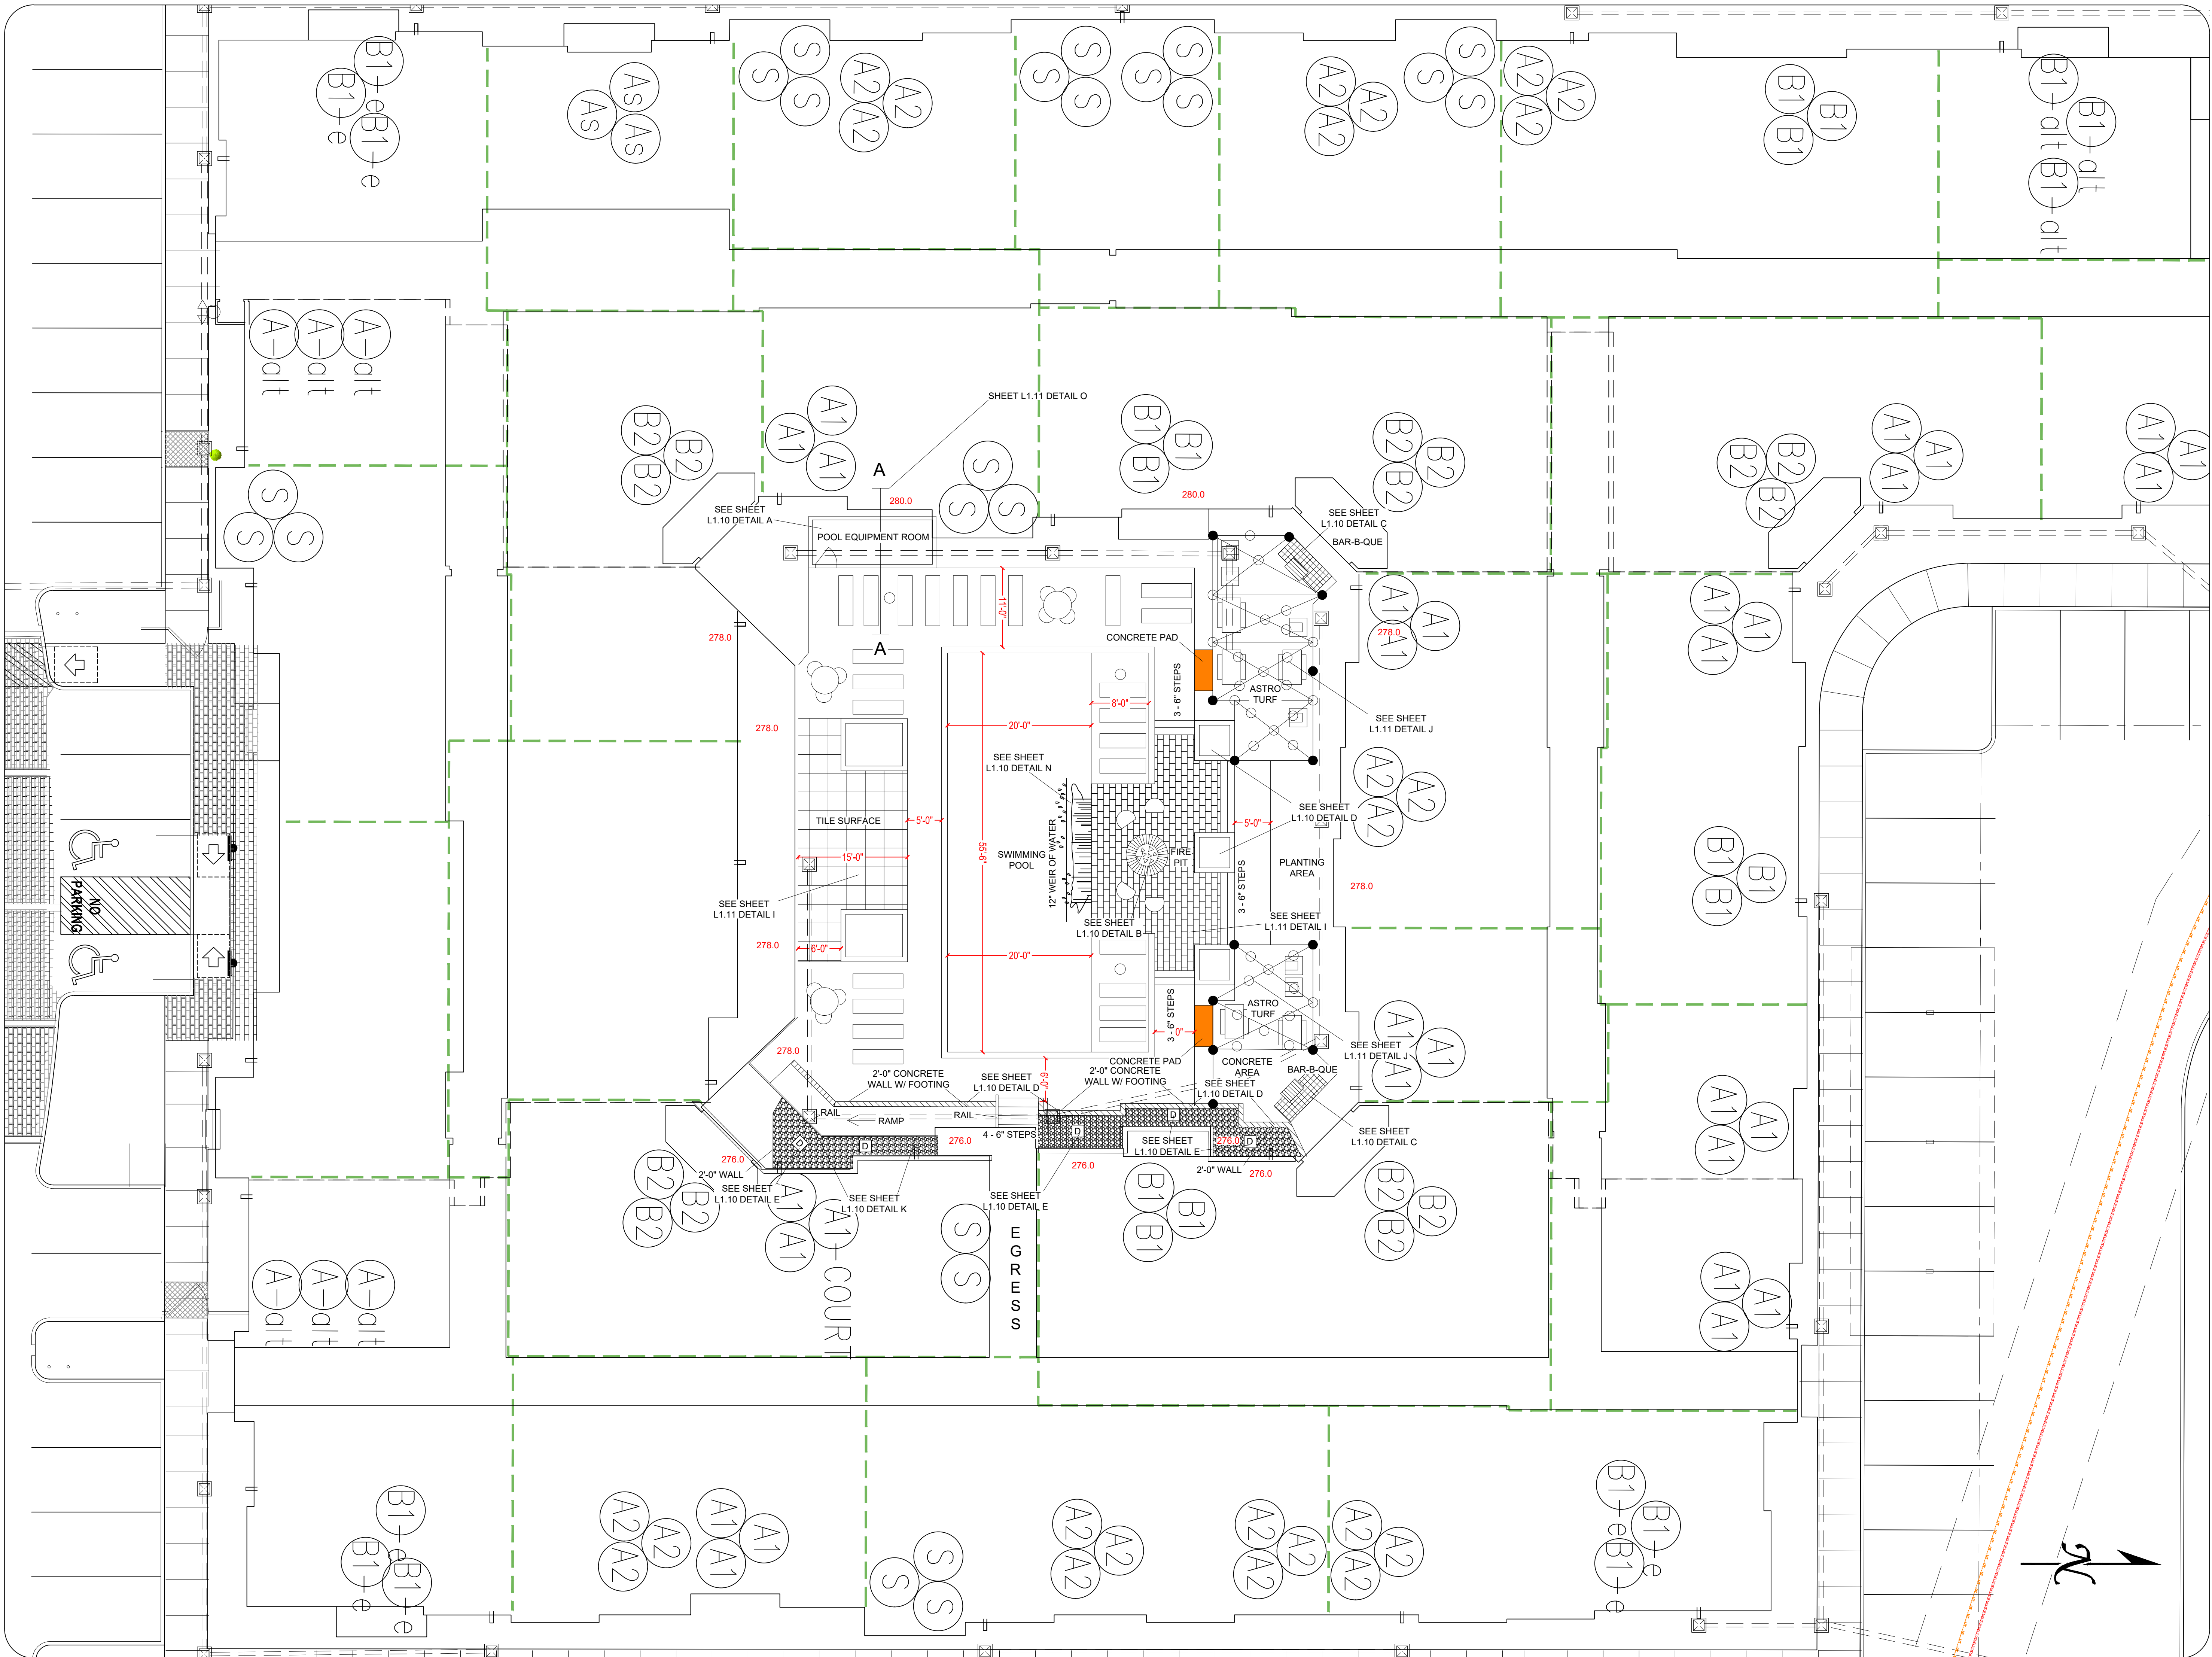 B1-e
B1-e
B1-e
As
As
As
S
S
S
A2
A2
A2
S
S
S
S
S
S
A2
A2
A2
S
S
S
A2
A2
A2
B1
B1
B1
B1-alt
B1-alt
B1-alt
A-alt
A-alt
A-alt
S
S
S
B2
B2
B2
A1
A1
A1
SHEET L1.11 DETAIL O
S
S
S
B1
B1
B1
B2
B2
B2
B2
B2
B2
A1
A1
A1
A1
A1
A1
A
280.0
280.0
SEE SHEET
L1.10 DETAIL A
POOL EQUIPMENT ROOM
SEE SHEET
L1.10 DETAIL C
BAR-B-QUE
11'-0"
278.0
A
CONCRETE PAD
3 - 6" STEPS
ASTRO
TURF
A1
A1
A1
278.0
A1
A1
A1
278.0
20'-0"
8'-0"
SEE SHEET
L1.11 DETAIL J
SEE SHEET
L1.10 DETAIL N
A2
A2
A2
SEE SHEET
L1.10 DETAIL D
TILE SURFACE
5'-0"
5'-0"
15'-0"
55'-6"
SWIMMING
POOL
12" WEIR OF WATER
FIRE
PIT
3 - 6" STEPS
PLANTING
AREA
278.0
B1
B1
B1
NO
PARKING
SEE SHEET
L1.11 DETAIL I
SEE SHEET
L1.10 DETAIL B
SEE SHEET
L1.11 DETAIL I
278.0
6'-0"
20'-0"
ASTRO
TURF
3 - 6" STEPS
0"
278.0
SEE SHEET
L1.11 DETAIL J
A1
A1
A1
CONCRETE PAD
CONCRETE
AREA
BAR-B-QUE
2'-0" CONCRETE
WALL W/ FOOTING
SEE SHEET
L1.10 DETAIL D
6'-0"
2'-0" CONCRETE
WALL W/ FOOTING
SEE SHEET
L1.10 DETAIL D
RAIL
RAMP
RAIL
D
D
D
D
D
276.0
4 - 6" STEPS
SEE SHEET
L1.10 DETAIL E
276.0
SEE SHEET
L1.10 DETAIL C
A1
A1
A1
276.0
2'-0" WALL
276.0
2'-0" WALL
276.0
SEE SHEET
L1.10 DETAIL E
SEE SHEET
L1.10 DETAIL K
SEE SHEET
L1.10 DETAIL E
B2
B2
B2
A1
A1
A1-COURT
S
S
EGRESS
B1
B1
B1
B2
B2
B2
A-alt
A-alt
A-alt
A1
A1
A1
B1-e
B1-e
B1-e
A2
A2
A2
A1
A1
A1
S
S
S
A2
A2
A2
A2
A2
A2
A2
A2
A2
B1-e
B1-e
B1-e
N